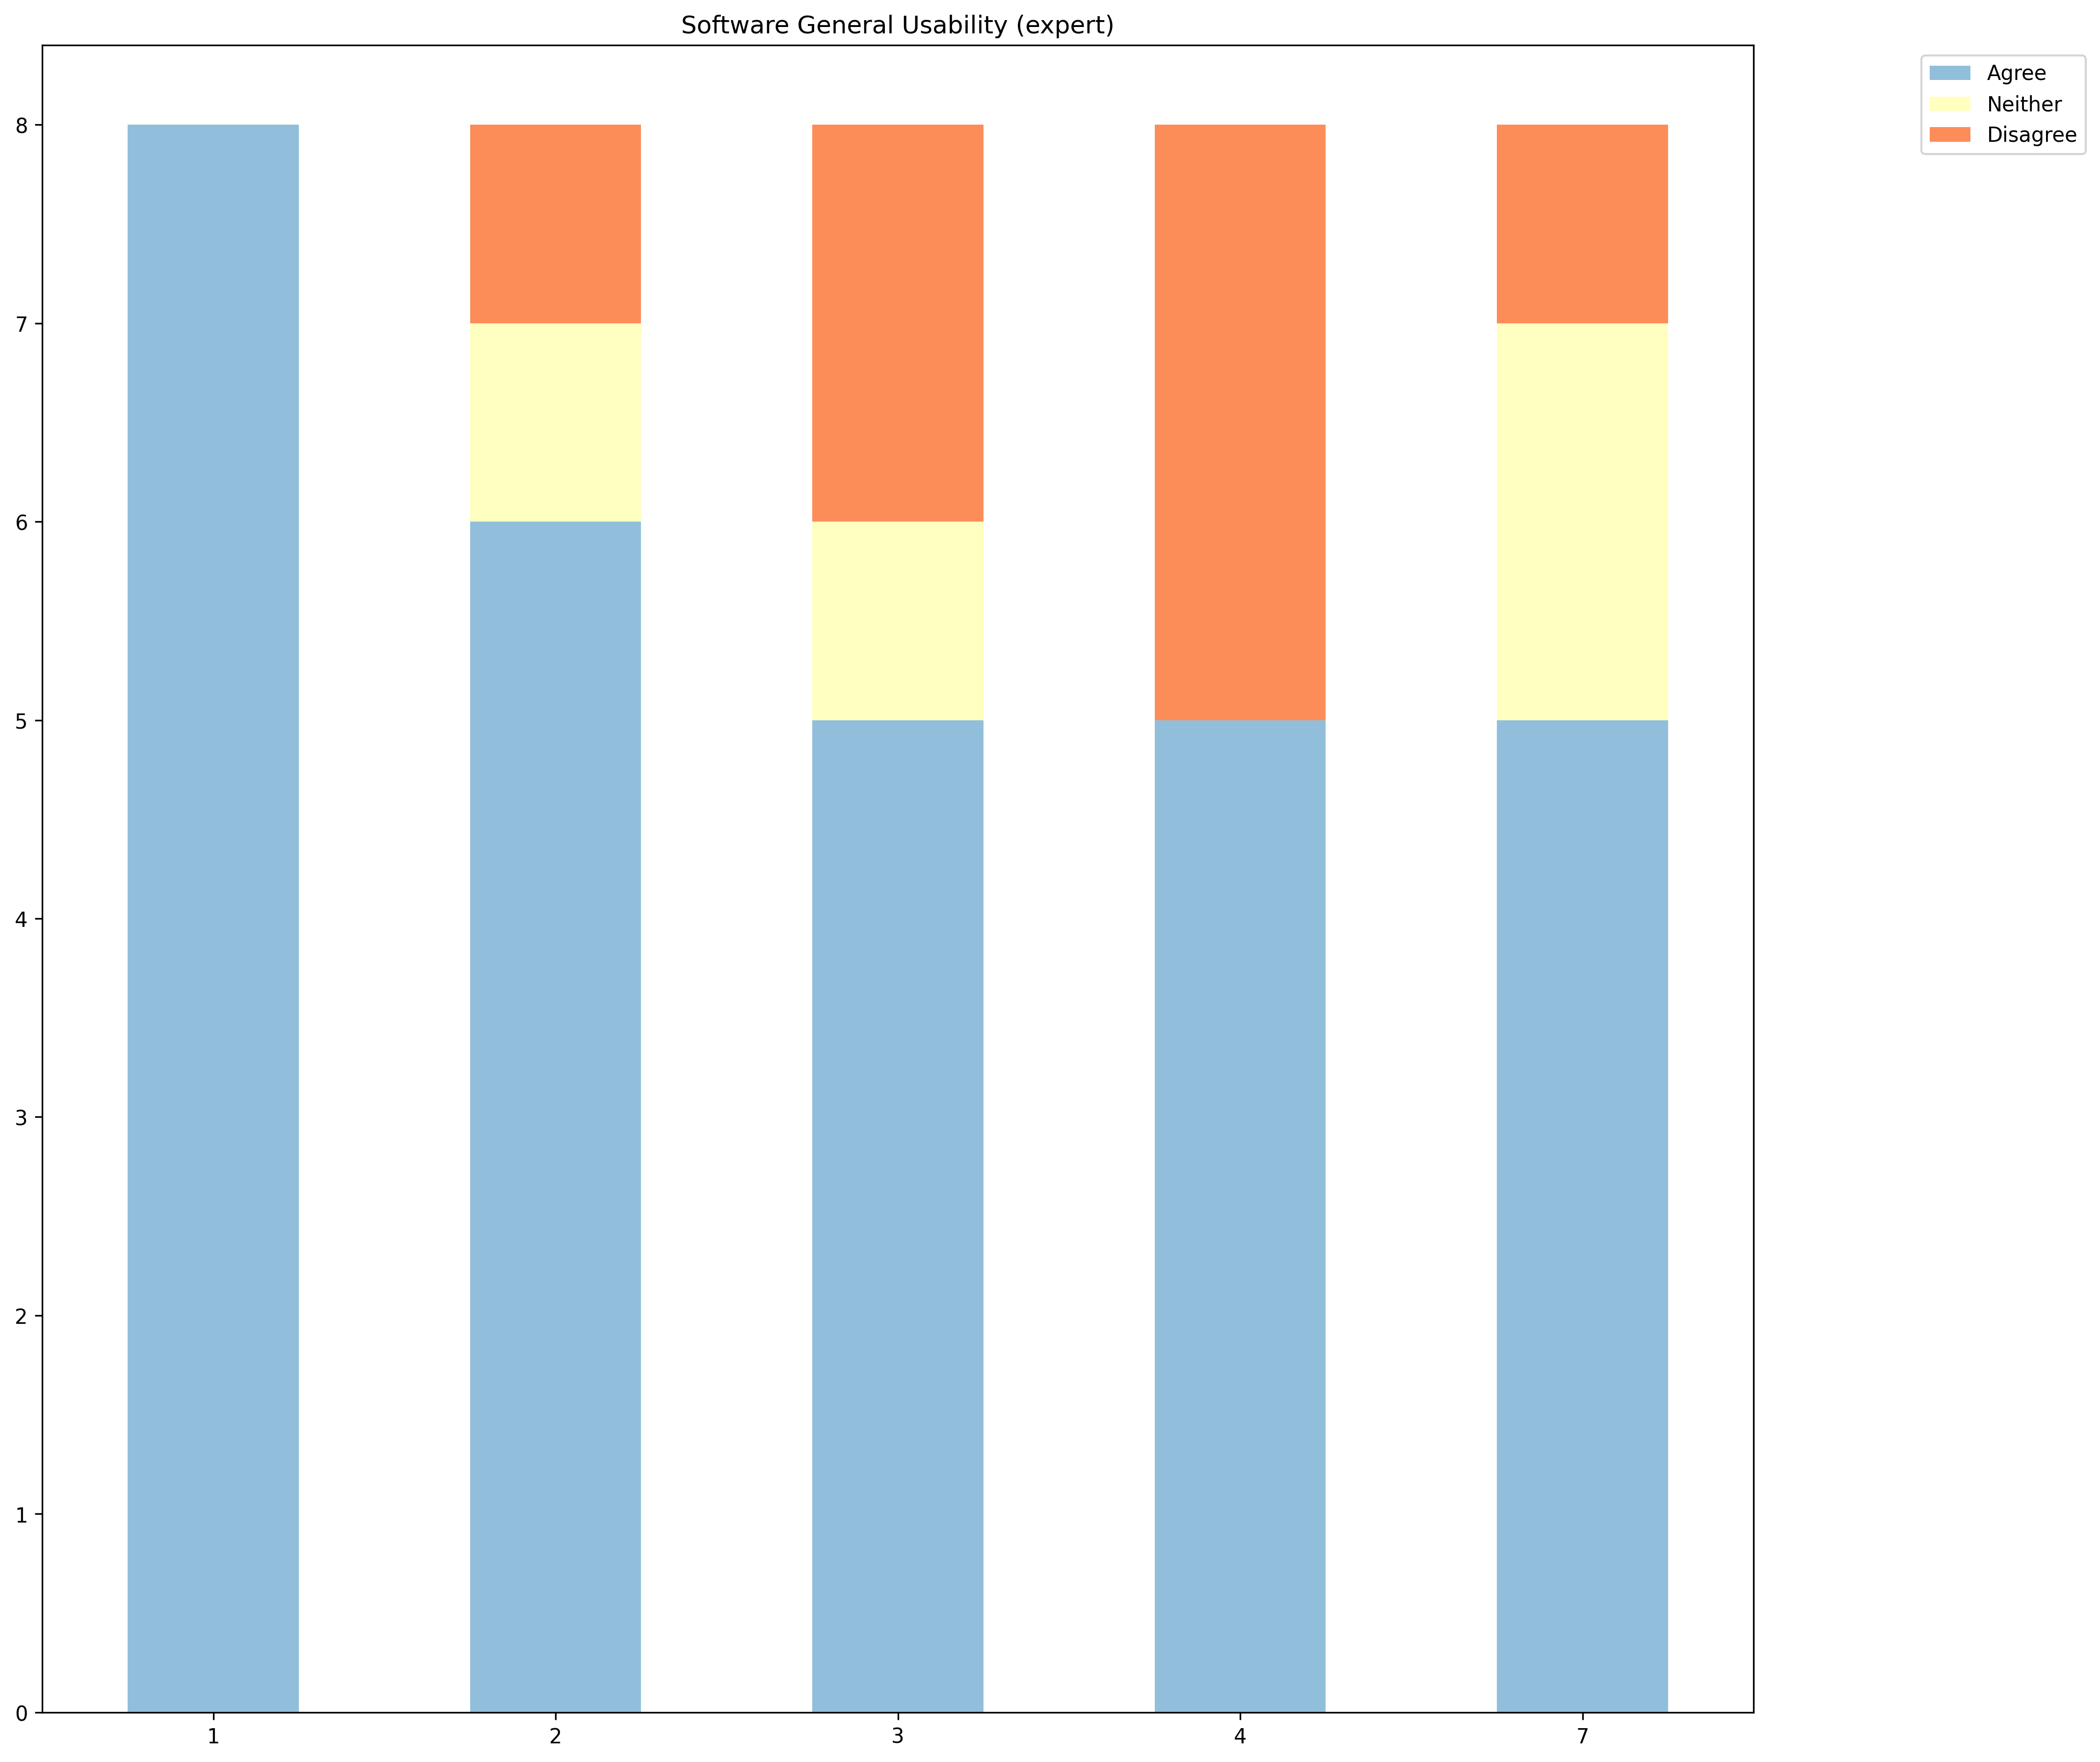 Software General Usability (expert)
Agree
Neither
Disagree
8
7
6
5
4
3
2
1
0
1 2 3 4 7